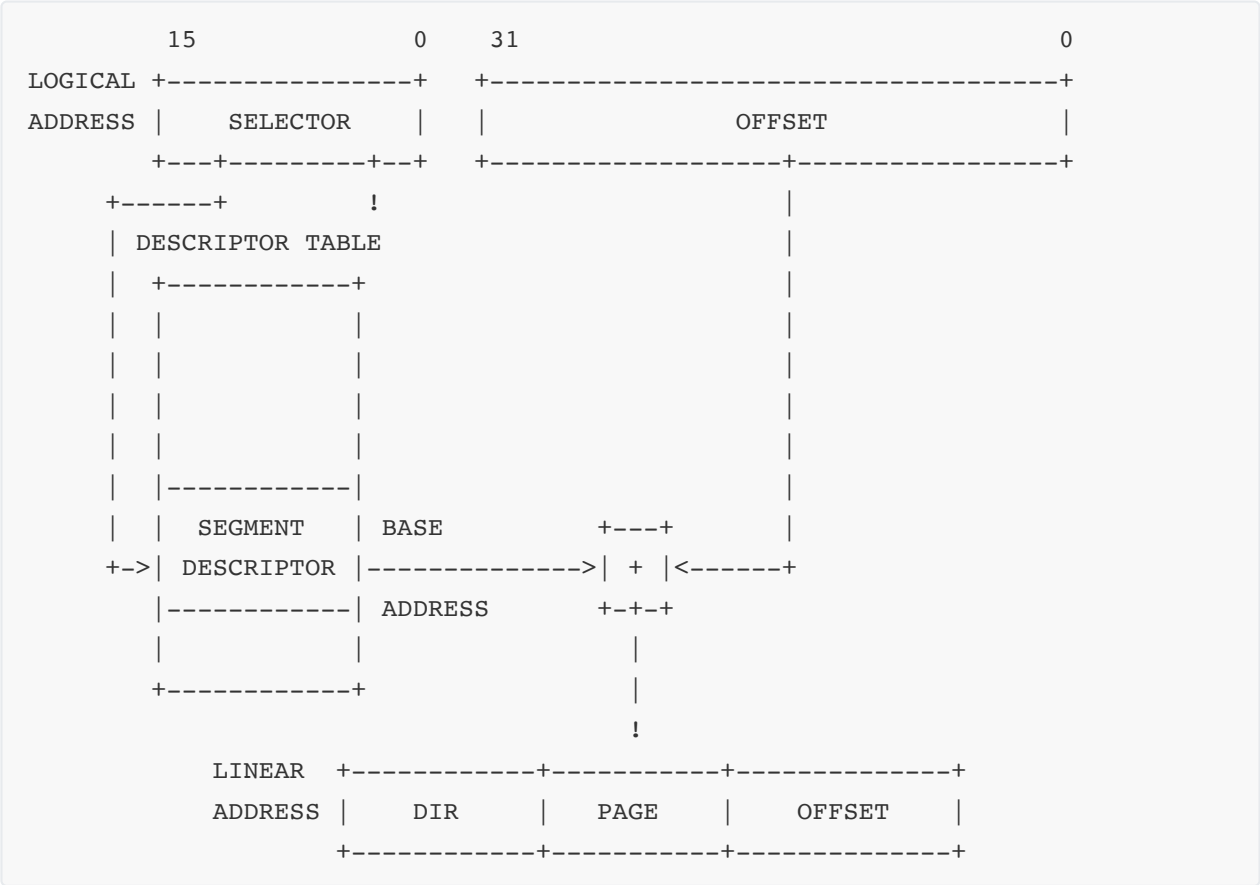 15                0    31                                    0
LOGICAL +----------------+   +-------------------------------------+
ADDRESS |    SELECTOR    |   |                OFFSET               |
        +---+---------+--+   +-------------------+-----------------+
     +------+         !                          |
     | DESCRIPTOR TABLE                          |
     |  +------------+                           |
     |  |            |                           |
     |  |            |                           |
     |  |            |                           |
     |  |            |                           |
     |  |------------|                           |
     |  |  SEGMENT   | BASE          +---+       |
     +->| DESCRIPTOR |-------------->| + |<------+
        |------------| ADDRESS       +-+-+
        |            |                 |
        +------------+                 |
                                       !
            LINEAR  +------------+-----------+--------------+
            ADDRESS |    DIR     |   PAGE    |    OFFSET    |
                    +------------+-----------+--------------+